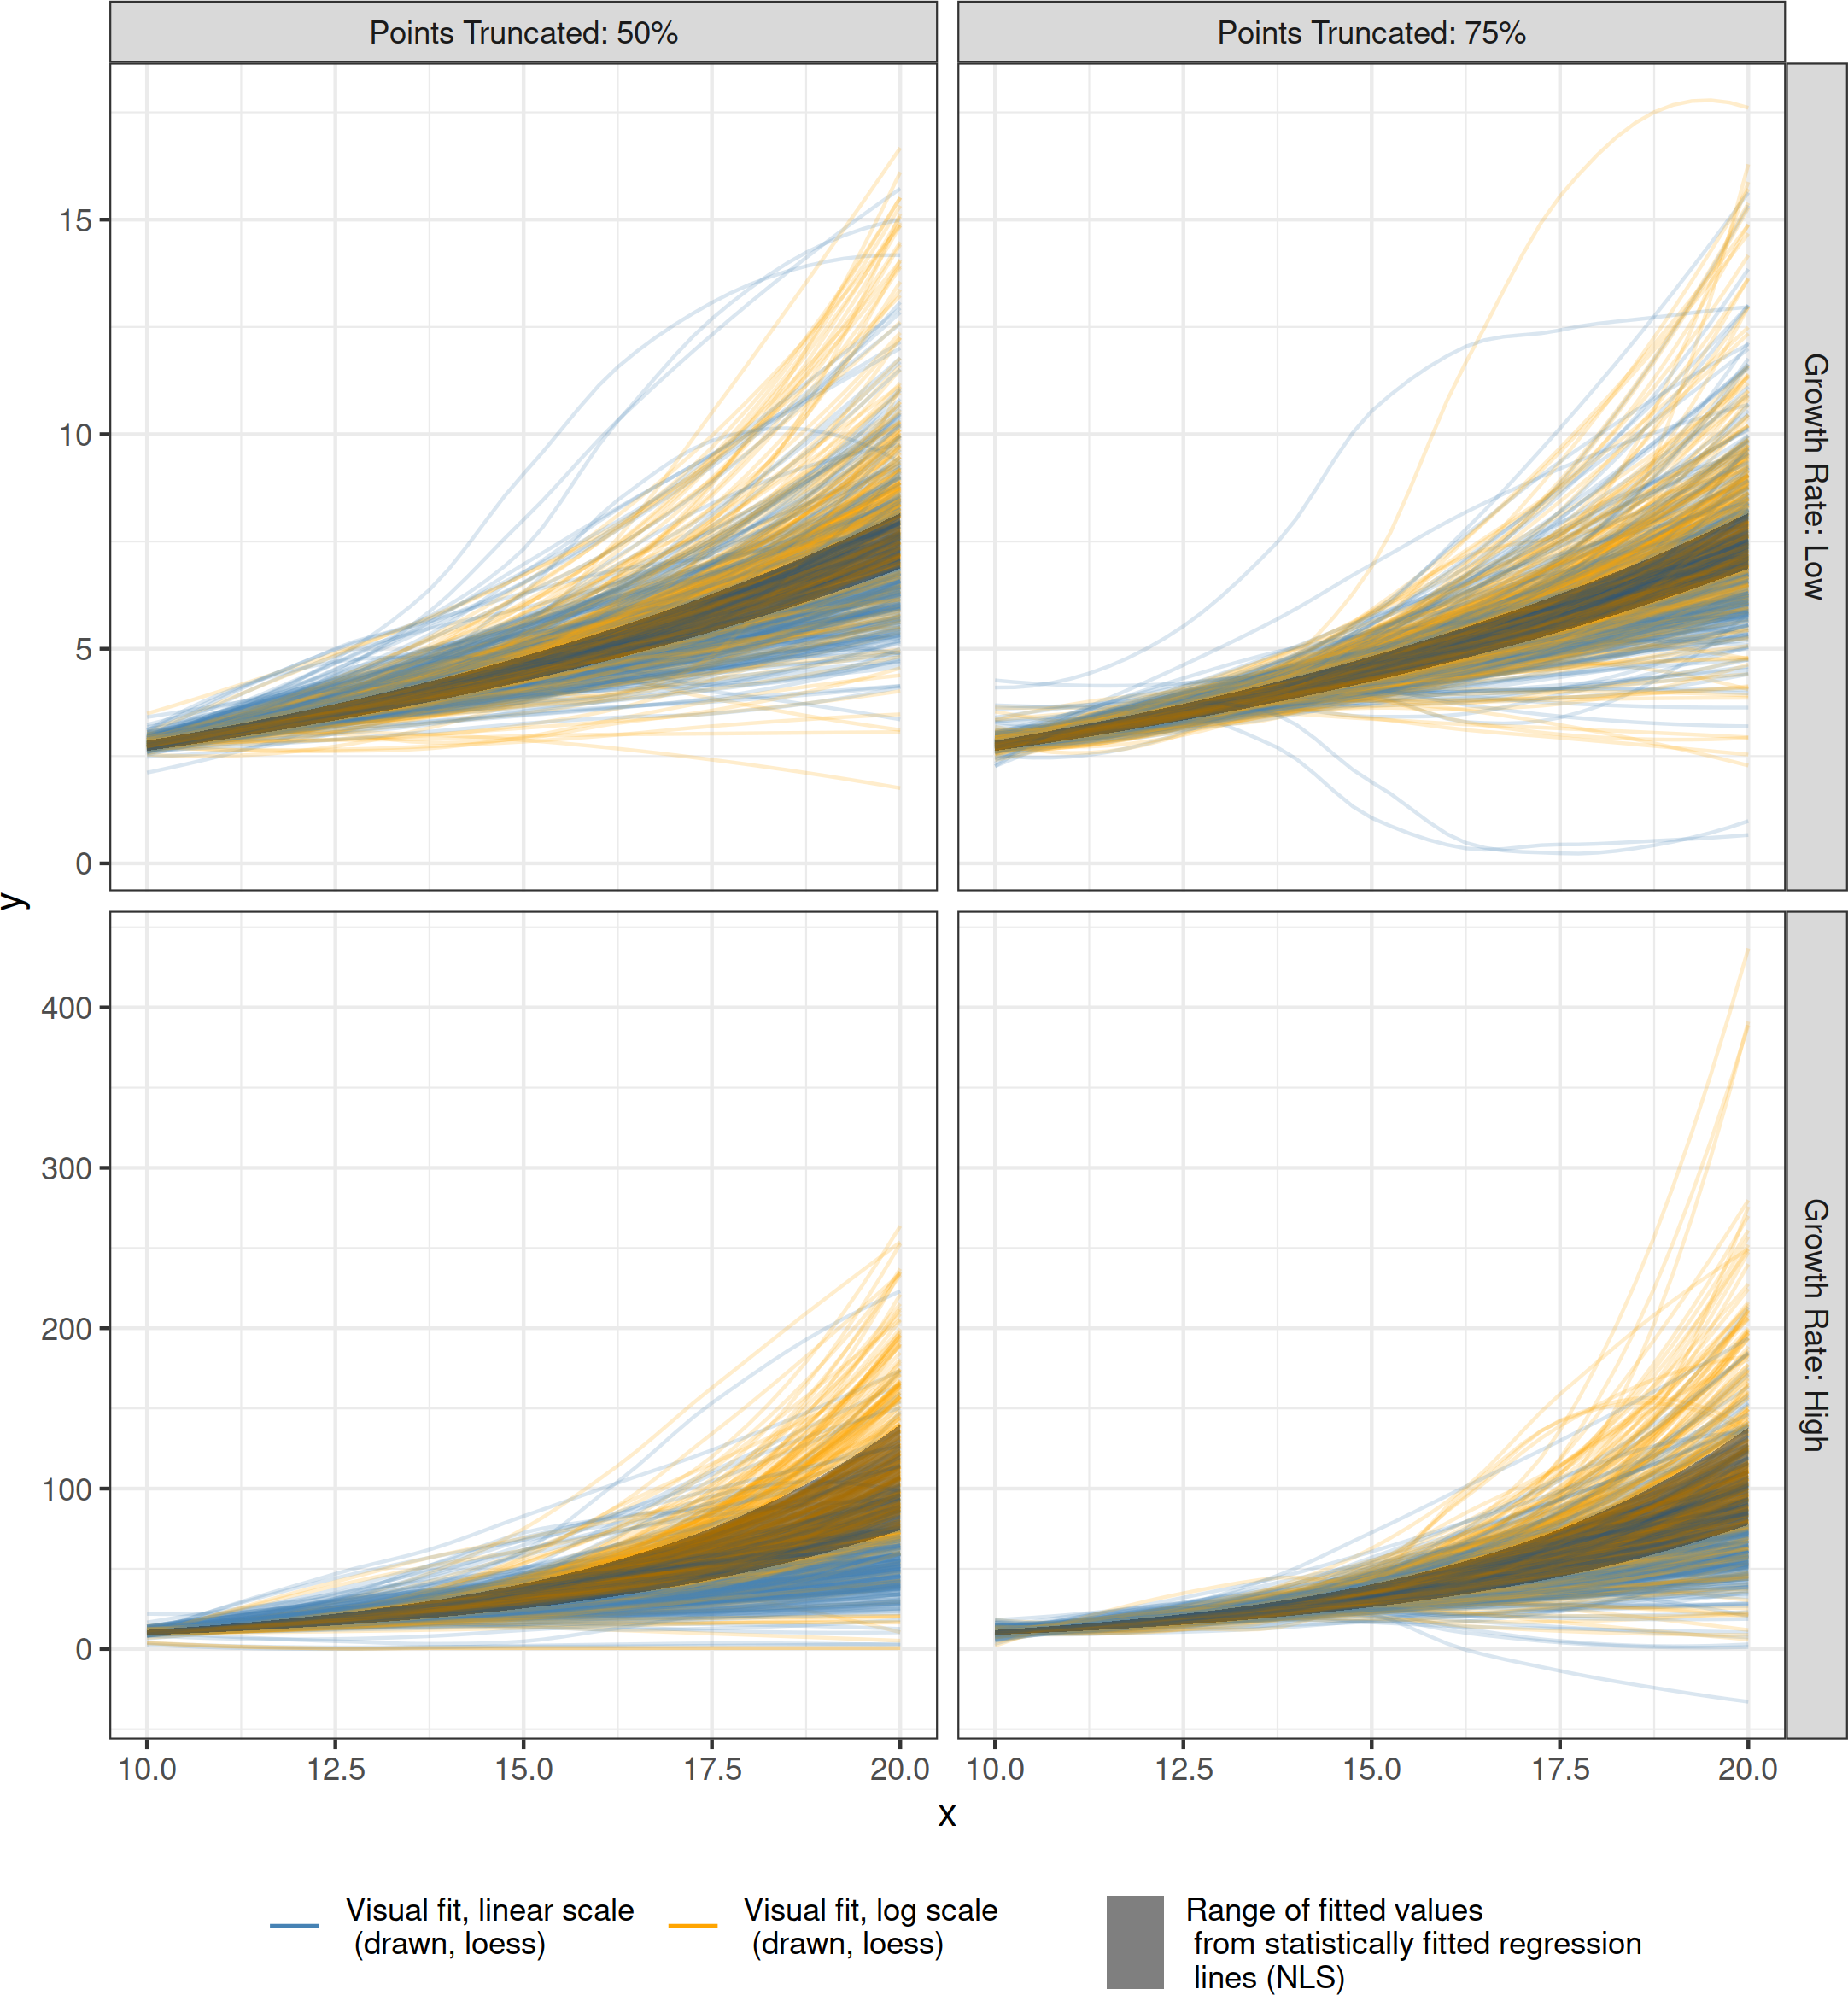 Points Truncated: 50%
Points Truncated: 75%
15
10
5
0
Growth Rate: Low
y
400
300
200
100
0
Growth Rate: High
10.0 12.5 15.0 17.5 20.0
10.0 12.5 15.0 17.5 20.0
x
Visual fit, linear scale
(drawn, loess)
Visual fit, log scale
(drawn, loess)
Range of fitted values
from statistically fitted regression
lines (NLS)